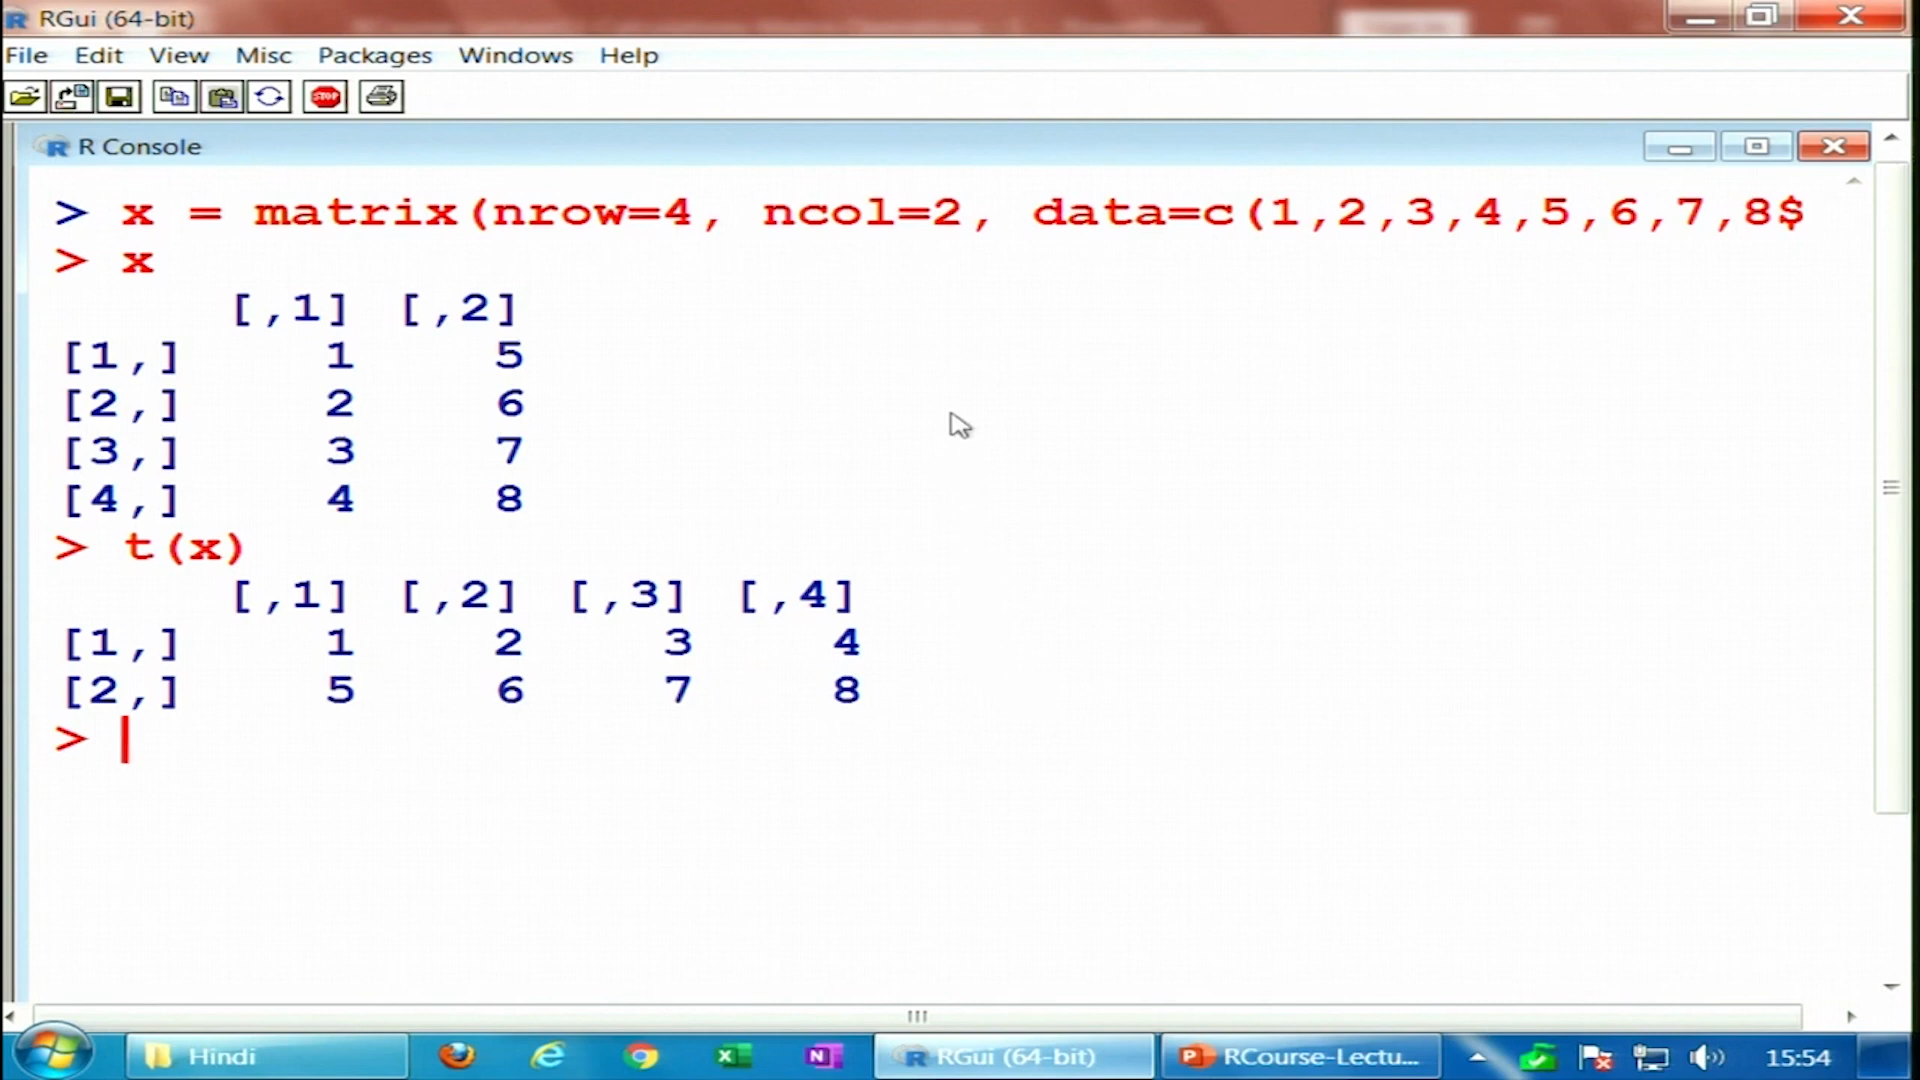 RGui (64-bit)
File Edit View Misc Packages Windows Help
STOP
R Console
> x = matrix(nrow=4, ncol=2, data=c(1,2,3,4,5,6,7,8$
> x
[,1] [,2]
[1,] 1 5
[2,] 2 6
[3,] 3 7
[4,] 4 8
> t(x)
[,1] [,2] [,3] [,4]
[1,] 1 2 3 4
[2,] 5 6 7 8
>
Hindi RGui (64-bit) RCourse-Lectu... 15:54